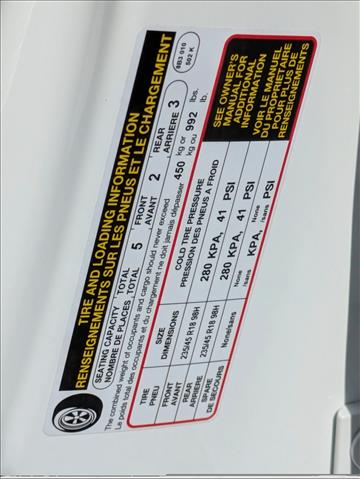 TIRE AND LOADING INFORMATION
RENSEIGNEMENTS SUR LES PNEUS ET LE CHARGEMENT
8B3 010
502 K
SEATING CAPACITY TOTAL 5 FRONT 2 REAR 3
NOMBRE DE PLACES TOTAL AVANT ARRIERE
The combined weight of occupants and cargo should never exceed 450 kg or 992 lbs.
Le poids total des occupants et du chargement ne doit jamais dépasser kg ou lb.
TIRE SIZE COLD TIRE PRESSURE
PNEU DIMENSIONS PRESSION DES PNEUS A FROID
FRONT 235/45 R18 98H 280 KPA, 41 PSI
AVANT
REAR 235/45 R18 98H 280 KPA, 41 PSI
ARRIERE
SPARE None/sans None KPA, None PSI
DE SECOURS /sans /sans
SEE OWNER'S
MANUAL FOR
ADDITIONAL
INFORMATION
VOIR LE MANUEL
DU PROPRIÉTAIRE
POUR PLUS DE
RENSEIGNEMENTS